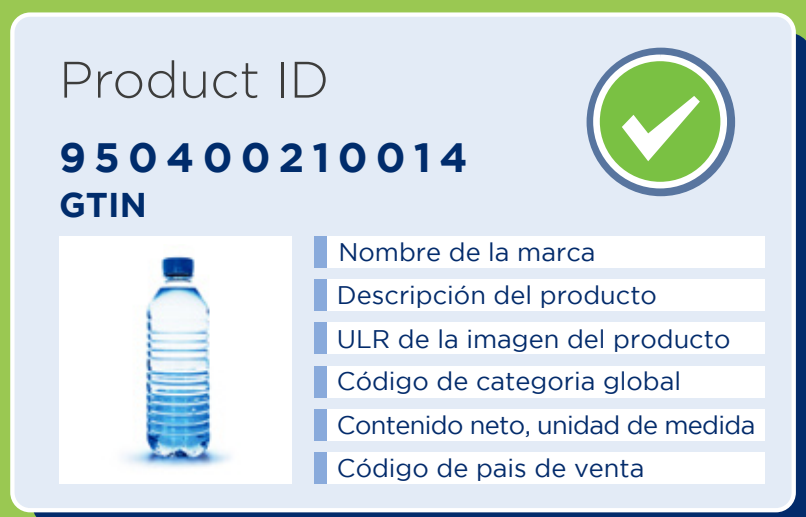 Product ID
950400210014
GTIN
Nombre de la marca
Descripción del producto
ULR de la imagen del producto
Código de categoria global
Contenido neto, unidad de medida
Código de pais de venta